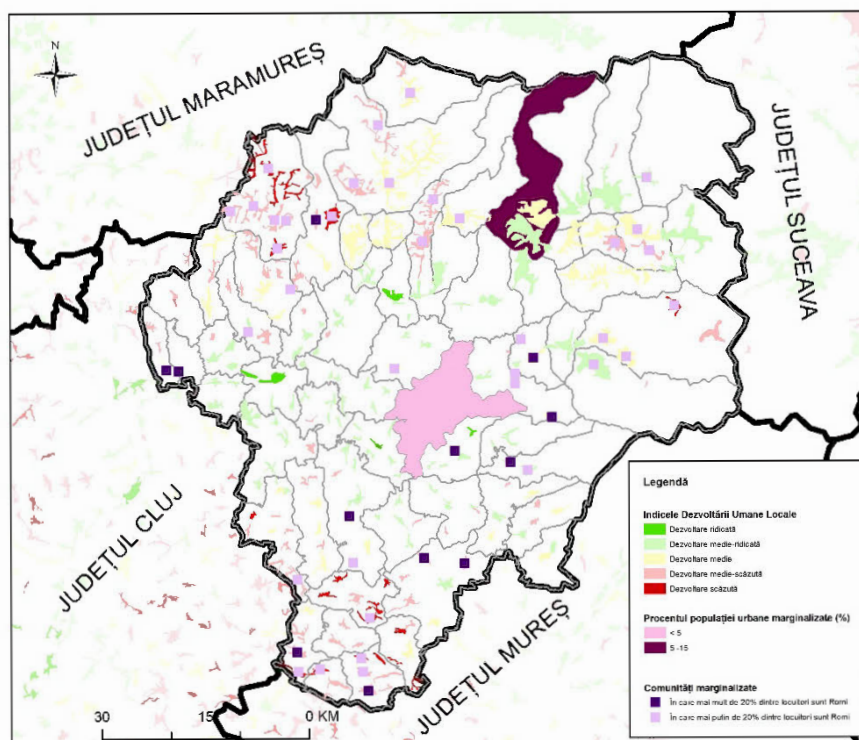 N
JUDEȚUL MARAMUREȘ
JUDEȚUL SUCEAVA
JUDEȚUL CLUJ
JUDEȚUL MUREȘ
30 15 0 KM
Legendă
Indicele Dezvoltării Umane Locale
Dezvoltare ridicată
Dezvoltare medie-ridicată
Dezvoltare medie
Dezvoltare medie-scăzută
Dezvoltare scăzută
Procentul populației urbane marginalizate (%)
< 5
5 -15
Comunități marginalizate
În care mai mult de 20% dintre locuitori sunt Romi
În care mai puțin de 20% dintre locuitori sunt Romi